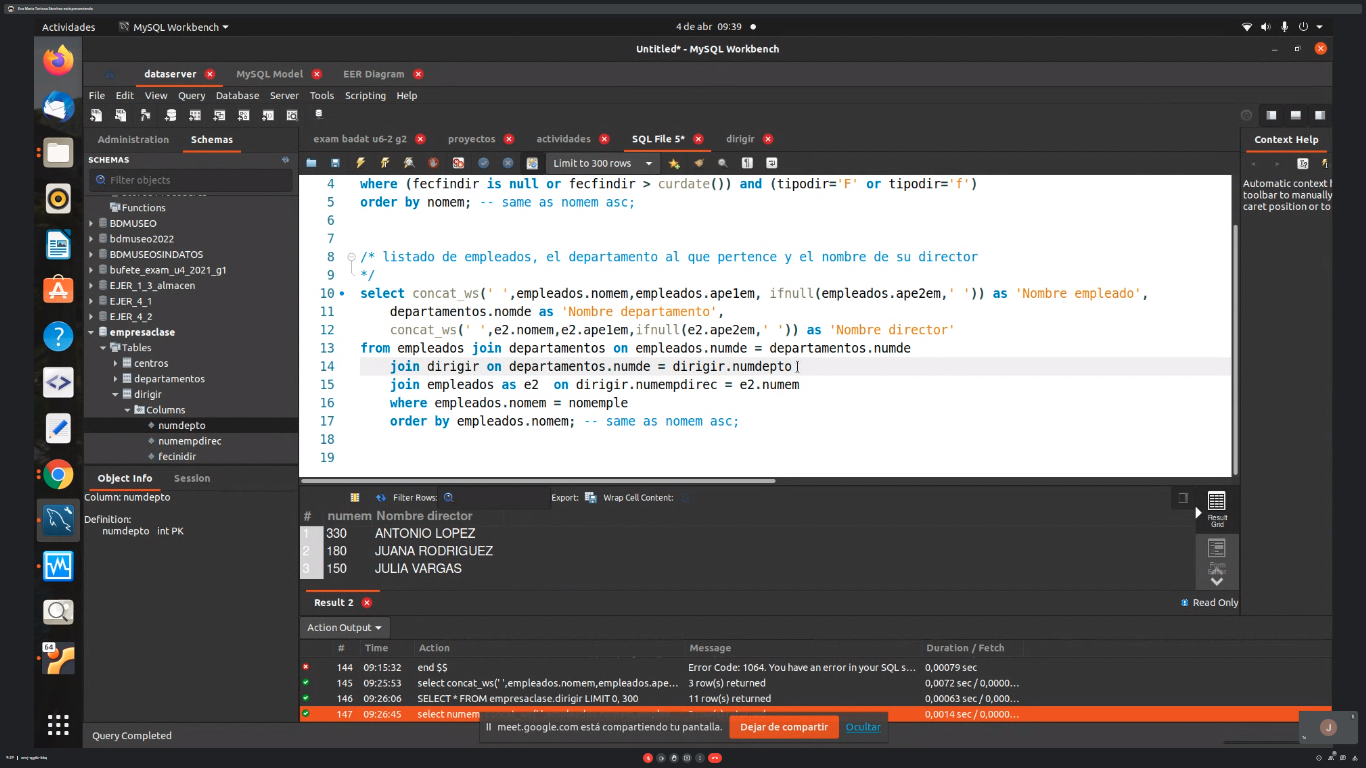 Eva María Tortosa Sánchez está presentando
Actividades MySQL Workbench 4 de abr 09:39
Untitled* - MySQL Workbench
dataserver MySQL Model EER Diagram
File Edit View Query Database Server Tools Scripting Help
Administration Schemas exam badat u6-2 g2 proyectos actividades SQL File 5* dirigir Context Help
SCHEMAS
Limit to 300 rows
Filter objects
Automatic context h
toolbar to manually
caret position or to
Functions
BDMUSEO
bdmuseo2022
BDMUSEOSINDATOS
bufete_exam_u4_2021_g1
EJER_1_3_almacen
EJER_4_1
EJER_4_2
empresaclase
Tables
centros
departamentos
dirigir
Columns
numdepto
numempdirec
fecinidir
Object Info Session
Column: numdepto
Definition:
numdepto int PK
4 where (fecfindir is null or fecfindir > curdate()) and (tipodir='F' or tipodir='f')
5 order by nomem; -- same as nomem asc;
6
7
8 /* listado de empleados, el departamento al que pertence y el nombre de su director
9 */
10 select concat_ws(' ',empleados.nomem,empleados.ape1em, ifnull(empleados.ape2em,' ')) as 'Nombre empleado',
11 departamentos.nomde as 'Nombre departamento',
12 concat_ws(' ',e2.nomem,e2.ape1em,ifnull(e2.ape2em,' ')) as 'Nombre director'
13 from empleados join departamentos on empleados.numde = departamentos.numde
14 join dirigir on departamentos.numde = dirigir.numdepto
15 join empleados as e2 on dirigir.numempdirec = e2.numem
16 where empleados.nomem = nomemple
17 order by empleados.nomem; -- same as nomem asc;
18
19
Filter Rows: Export: Wrap Cell Content:
# numem Nombre director
1 330 ANTONIO LOPEZ
2 180 JUANA RODRIGUEZ
3 150 JULIA VARGAS
Result Grid
Form Editor
Result 2 Read Only
Action Output
# Time Action Message Duration / Fetch
144 09:15:32 end $$ Error Code: 1064. You have an error in your SQL s... 0,00079 sec
145 09:25:53 select concat_ws(' ',empleados.nomem,empleados.ape... 3 row(s) returned 0,0072 sec / 0,0000...
146 09:26:06 SELECT * FROM empresaclase.dirigir LIMIT 0, 300 11 row(s) returned 0,00063 sec / 0,0000...
147 09:26:45 select numem 0,0014 sec / 0,0000...
meet.google.com está compartiendo tu pantalla. Dejar de compartir Ocultar
J
Query Completed
64